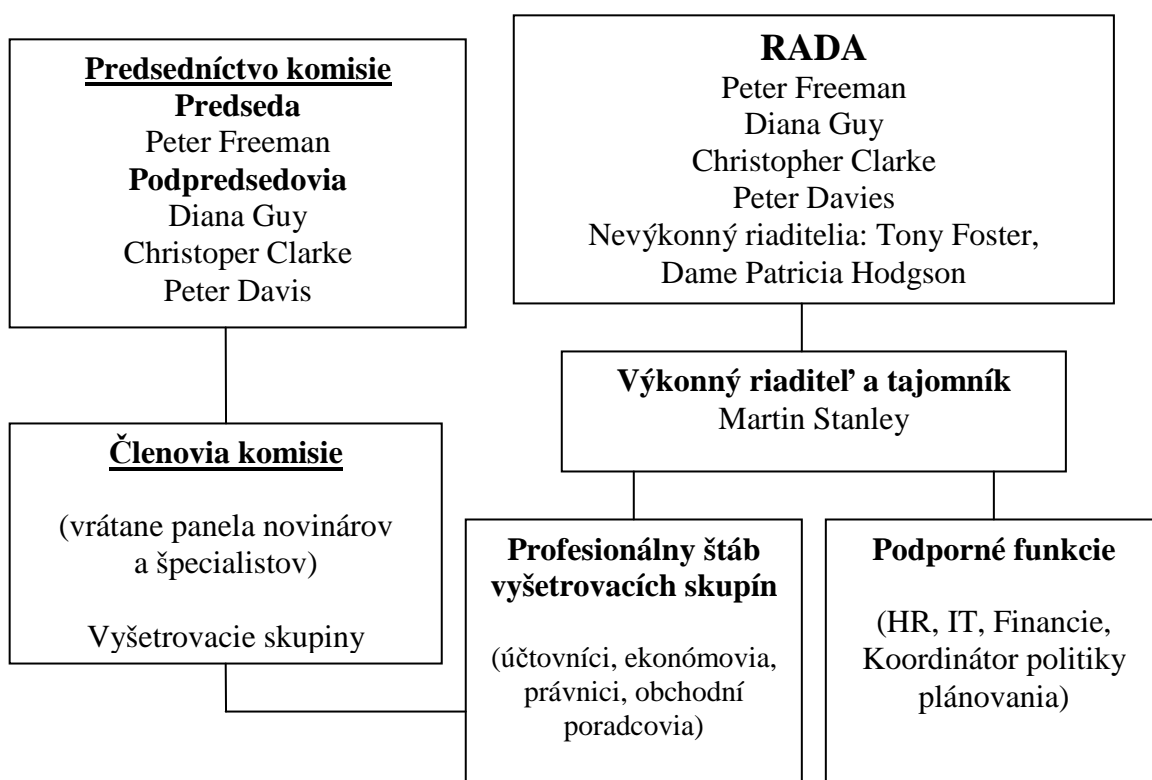 Predsedníctvo komisie
Predseda
Peter Freeman
Podpredsedovia
Diana Guy
Christoper Clarke
Peter Davis
RADA
Peter Freeman
Diana Guy
Christopher Clarke
Peter Davies
Nevýkonný riaditelia: Tony Foster,
Dame Patricia Hodgson
Výkonný riaditeľ a tajomník
Martin Stanley
Členovia komisie
(vrátane panela novinárov
a špecialistov)
Vyšetrovacie skupiny
Profesionálny štáb
vyšetrovacích skupín
(účtovníci, ekonómovia,
právnici, obchodní
poradcovia)
Podporné funkcie
(HR, IT, Financie,
Koordinátor politiky
plánovania)